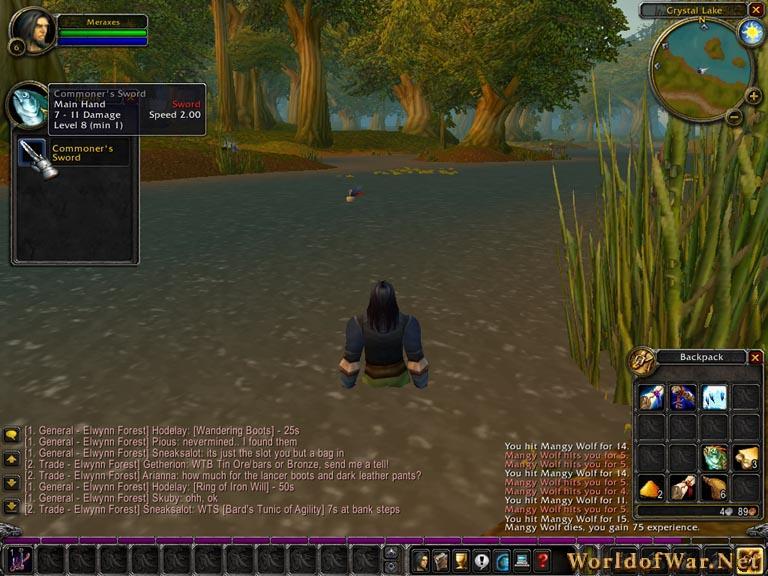 Meraxes
6
Crystal Lake
N
Commoner's Sword
Main Hand Sword
7 - 11 Damage Speed 2.00
Level 8 (min 1)
Commoner's
Sword
Backpack
3
2
6
4 89
[1. General - Elwynn Forest] Hodelay: [Wandering Boots] - 25s
[1. General - Elwynn Forest] Pious: nevermined.. I found them
[1. General - Elwynn Forest] Sneaksalot: its just the slot you but a bag in
[2. Trade - Elwynn Forest] Getherion: WTB Tin Ore/bars or Bronze, send me a tell!
[2. Trade - Elwynn Forest] Arianna: how much for the lancer boots and dark leather pants?
[1. General - Elwynn Forest] Hodelay: [Ring of Iron Will] - 50s
[1. General - Elwynn Forest] Skuby: ohh, ok
[2. Trade - Elwynn Forest] Sneaksalot: WTS [Bard's Tunic of Agility] 7s at bank steps
You hit Mangy Wolf for 14.
Mangy Wolf hits you for 5.
Mangy Wolf hits you for 5.
You hit Mangy Wolf for 14.
Mangy Wolf hits you for 5.
Mangy Wolf hits you for 4.
You hit Mangy Wolf for 11.
Mangy Wolf hits you for 5.
You hit Mangy Wolf for 15.
Mangy Wolf dies, you gain 75 experience.
WorldofWar.Net